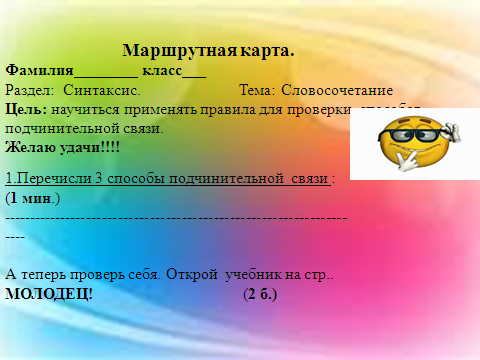 Маршрутная карта.
Фамилия________ класс___
Раздел: Синтаксис. Тема: Словосочетание
Цель: научиться применять правила для проверки способов
подчинительной связи.
Желаю удачи!!!!
1.Перечисли 3 способы подчинительной связи :
(1 мин.)
----------------------------------------------------------------------
----
А теперь проверь себя. Открой учебник на стр..
МОЛОДЕЦ! (2 б.)